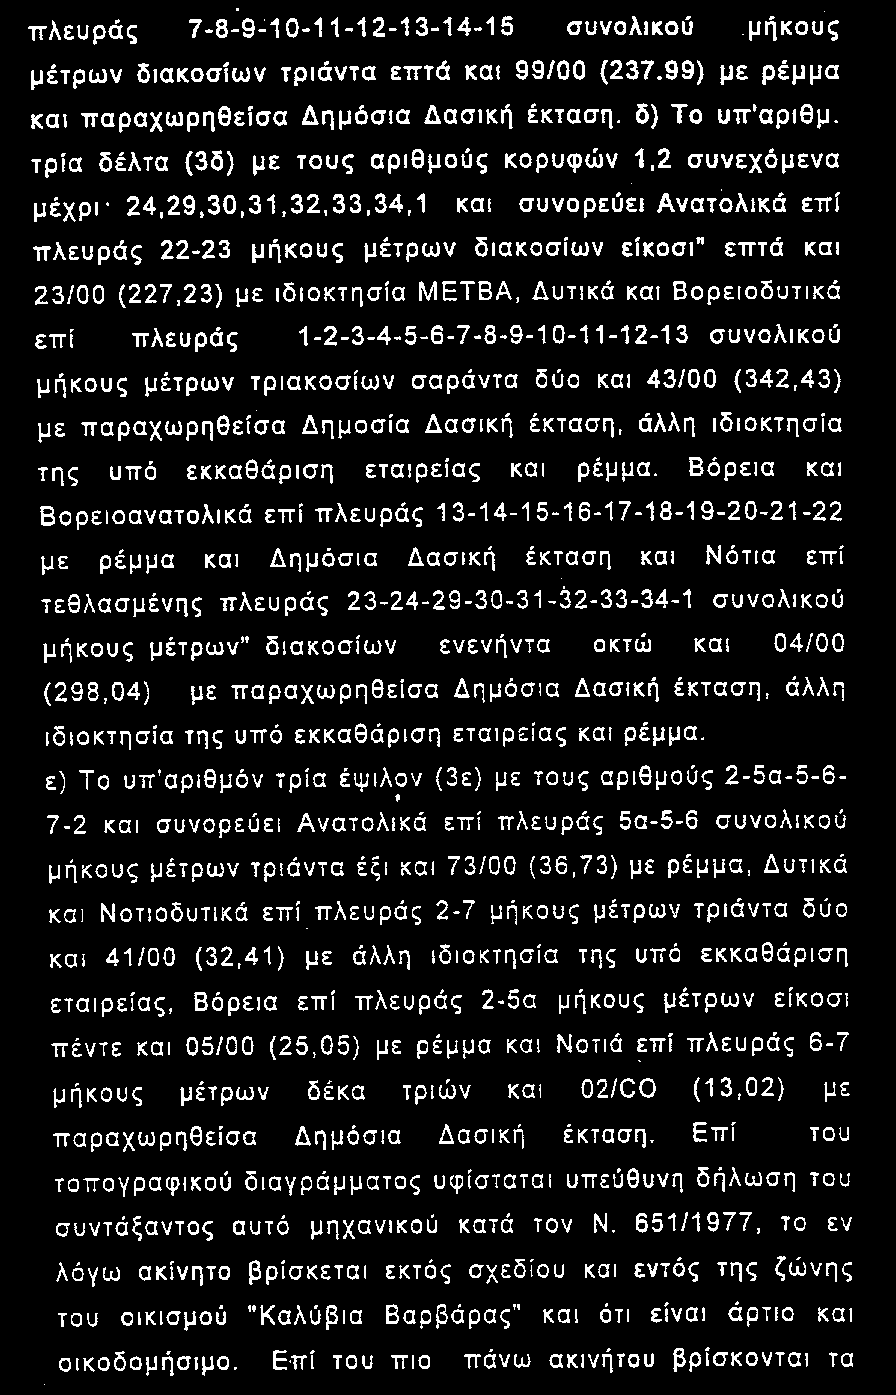 πλευράς 7-8-9-10-11-12-13-14-15 συνολικού μήκους
μέτρων διακοσίων τριάντα επτά και 99/00 (237.99) με ρέμμα
και παραχωρηθείσα Δημόσια Δασική έκταση. δ) Το υπ'αριθμ.
τρία δέλτα (3δ) με τους αριθμούς κορυφών 1,2 συνεχόμενα
μέχρι· 24,29,30,31,32,33,34,1 και συνορεύει Ανατολικά επί
πλευράς 22-23 μήκους μέτρων διακοσίων είκοσι" επτά και
23/00 (227,23) με ιδιοκτησία ΜΕΤΒΑ, Δυτικά και Βορειοδυτικά
επί πλευράς 1-2-3-4-5-6-7-8-9-10-11-12-13 συνολικού
μήκους μέτρων τριακοσίων σαράντα δύο και 43/00 (342,43)
με παραχωρηθείσα Δημοσία Δασική έκταση, άλλη ιδιοκτησία
της υπό εκκαθάριση εταιρείας και ρέμμα. Βόρεια και
Βορειοανατολικά επί πλευράς 13-14-15-16-17-18-19-20-21-22
με ρέμμα και Δημόσια Δασική έκταση και Νότια επί
τεθλασμένης πλευράς 23-24-29-30-31-32-33-34-1 συνολικού
μήκους μέτρων" διακοσίων ενενήντα οκτώ και 04/00
(298,04) με παραχωρηθείσα Δημόσια Δασική έκταση, άλλη
ιδιοκτησία της υπό εκκαθάριση εταιρείας και ρέμμα.
ε) Το υπ'αριθμόν τρία έψιλον (3ε) με τους αριθμούς 2-5α-5-6-
7-2 και συνορεύει Ανατολικά επί πλευράς 5α-5-6 συνολικού
μήκους μέτρων τριάντα έξι και 73/00 (36,73) με ρέμμα, Δυτικά
και Νοτιοδυτικά επί πλευράς 2-7 μήκους μέτρων τριάντα δύο
και 41/00 (32,41) με άλλη ιδιοκτησία της υπό εκκαθάριση
εταιρείας, Βόρεια επί πλευράς 2-5α μήκους μέτρων είκοσι
πέντε και 05/00 (25,05) με ρέμμα και Νοτιά επί πλευράς 6-7
μήκους μέτρων δέκα τριών και 02/CO (13,02) με
παραχωρηθείσα Δημόσια Δασική έκταση. Επί του
τοπογραφικού διαγράμματος υφίσταται υπεύθυνη δήλωση του
συντάξαντος αυτό μηχανικού κατά τον Ν. 651/1977, το εν
λόγω ακίνητο βρίσκεται εκτός σχεδίου και εντός της ζώνης
του οικισμού "Καλύβια Βαρβάρας" και ότι είναι άρτιο και
οικοδομήσιμο. Επί του πιο πάνω ακινήτου βρίσκονται τα